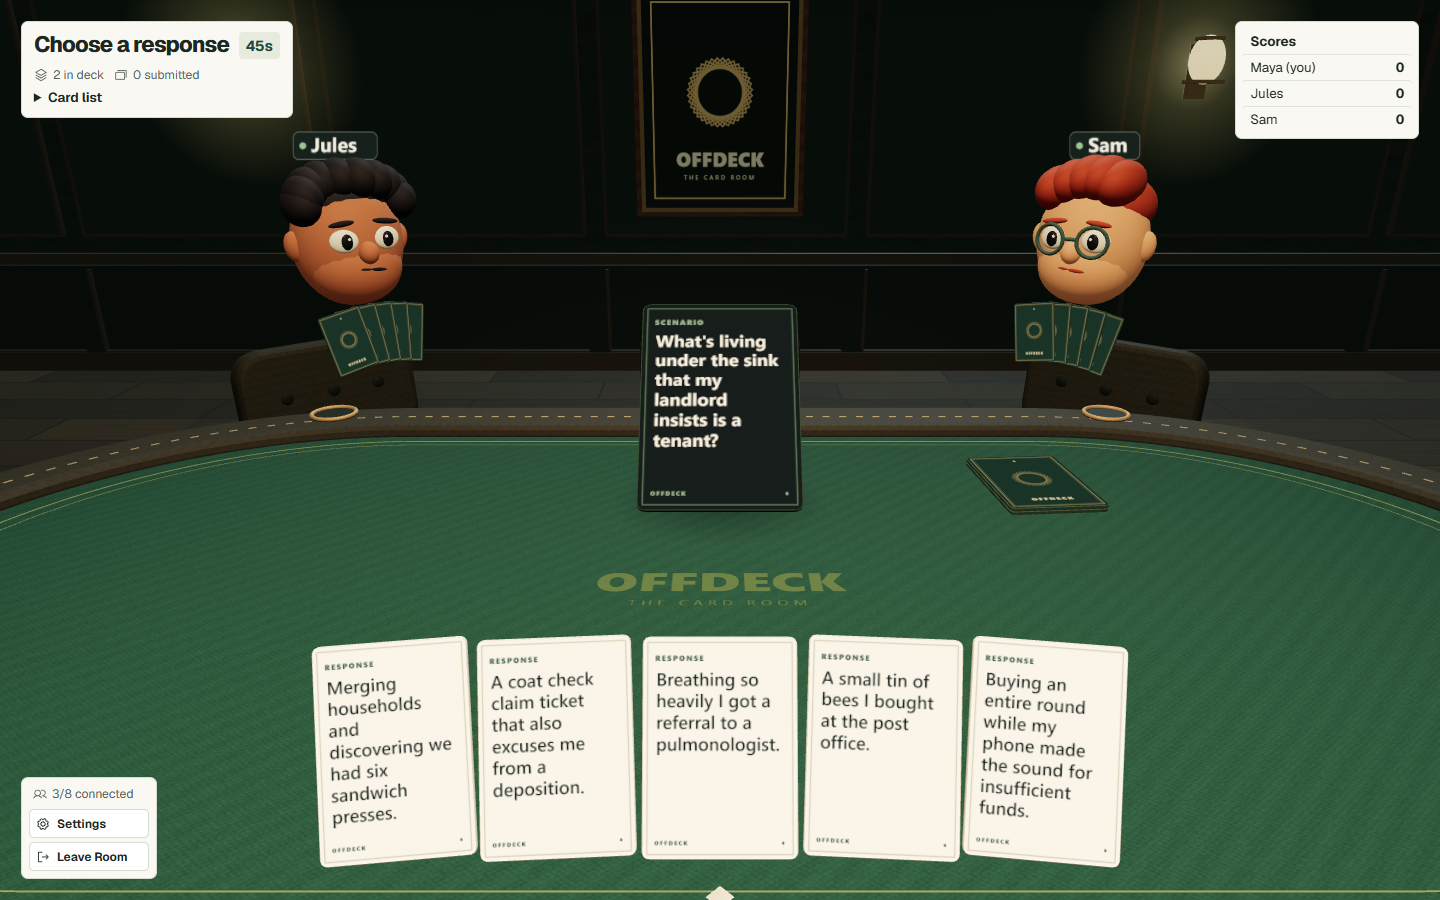 Choose a response 45s
2 in deck 0 submitted
Card list
Scores
Maya (you) 0
Jules 0
Sam 0
Jules
Sam
OFFDECK
THE CARD ROOM
SCENARIO
What's living
under the sink
that my
landlord
insists is a
tenant?
OFFDECK
OFFDECK
OFFDECK
OFFDECK
OFFDECK
THE CARD ROOM
RESPONSE
Merging
households
and
discovering we
had six
sandwich
presses.
OFFDECK
RESPONSE
A coat check
claim ticket
that also
excuses me
from a
deposition.
OFFDECK
RESPONSE
Breathing so
heavily I got a
referral to a
pulmonologist.
OFFDECK
RESPONSE
A small tin of
bees I bought
at the post
office.
OFFDECK
RESPONSE
Buying an
entire round
while my
phone made
the sound for
insufficient
funds.
OFFDECK
3/8 connected
Settings
Leave Room